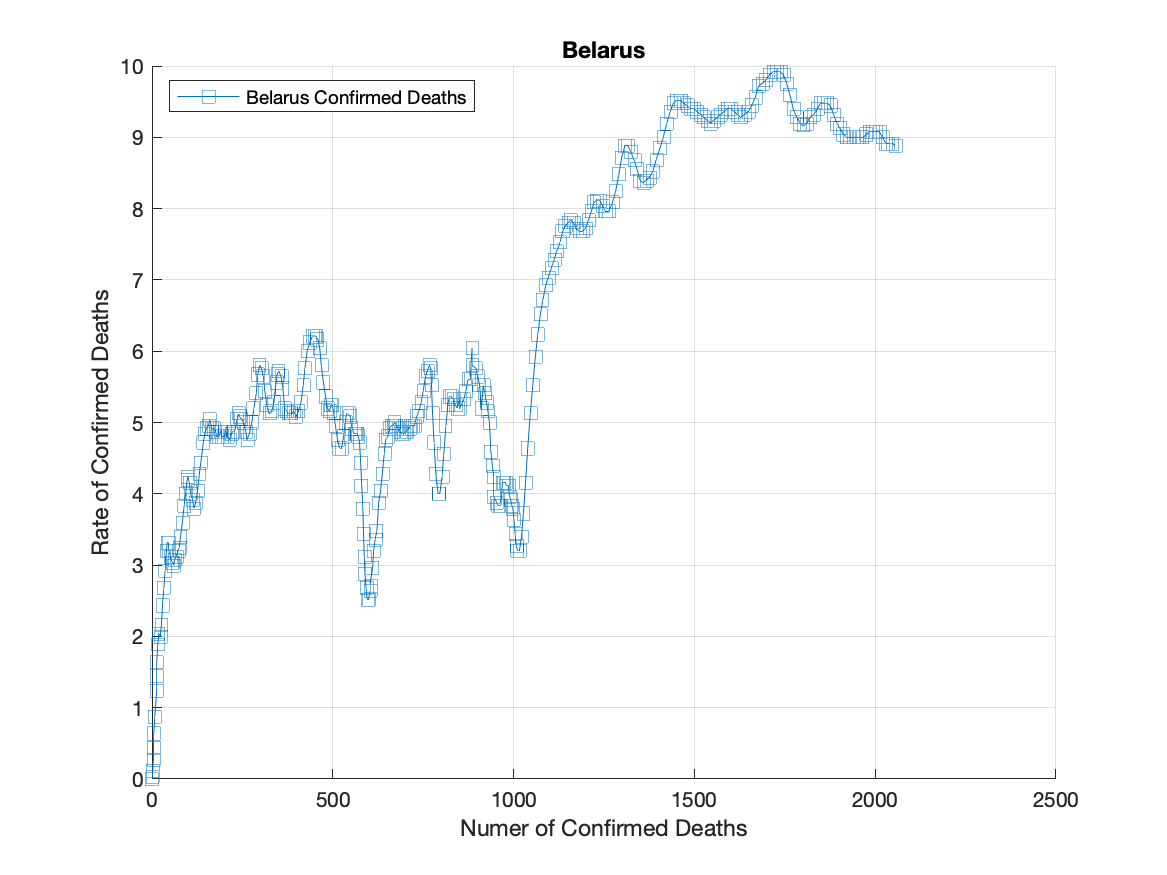 Belarus
Belarus Confirmed Deaths
10
9
8
7
6
5
4
3
2
1
0
Rate of Confirmed Deaths
0 500 1000 1500 2000 2500
Numer of Confirmed Deaths